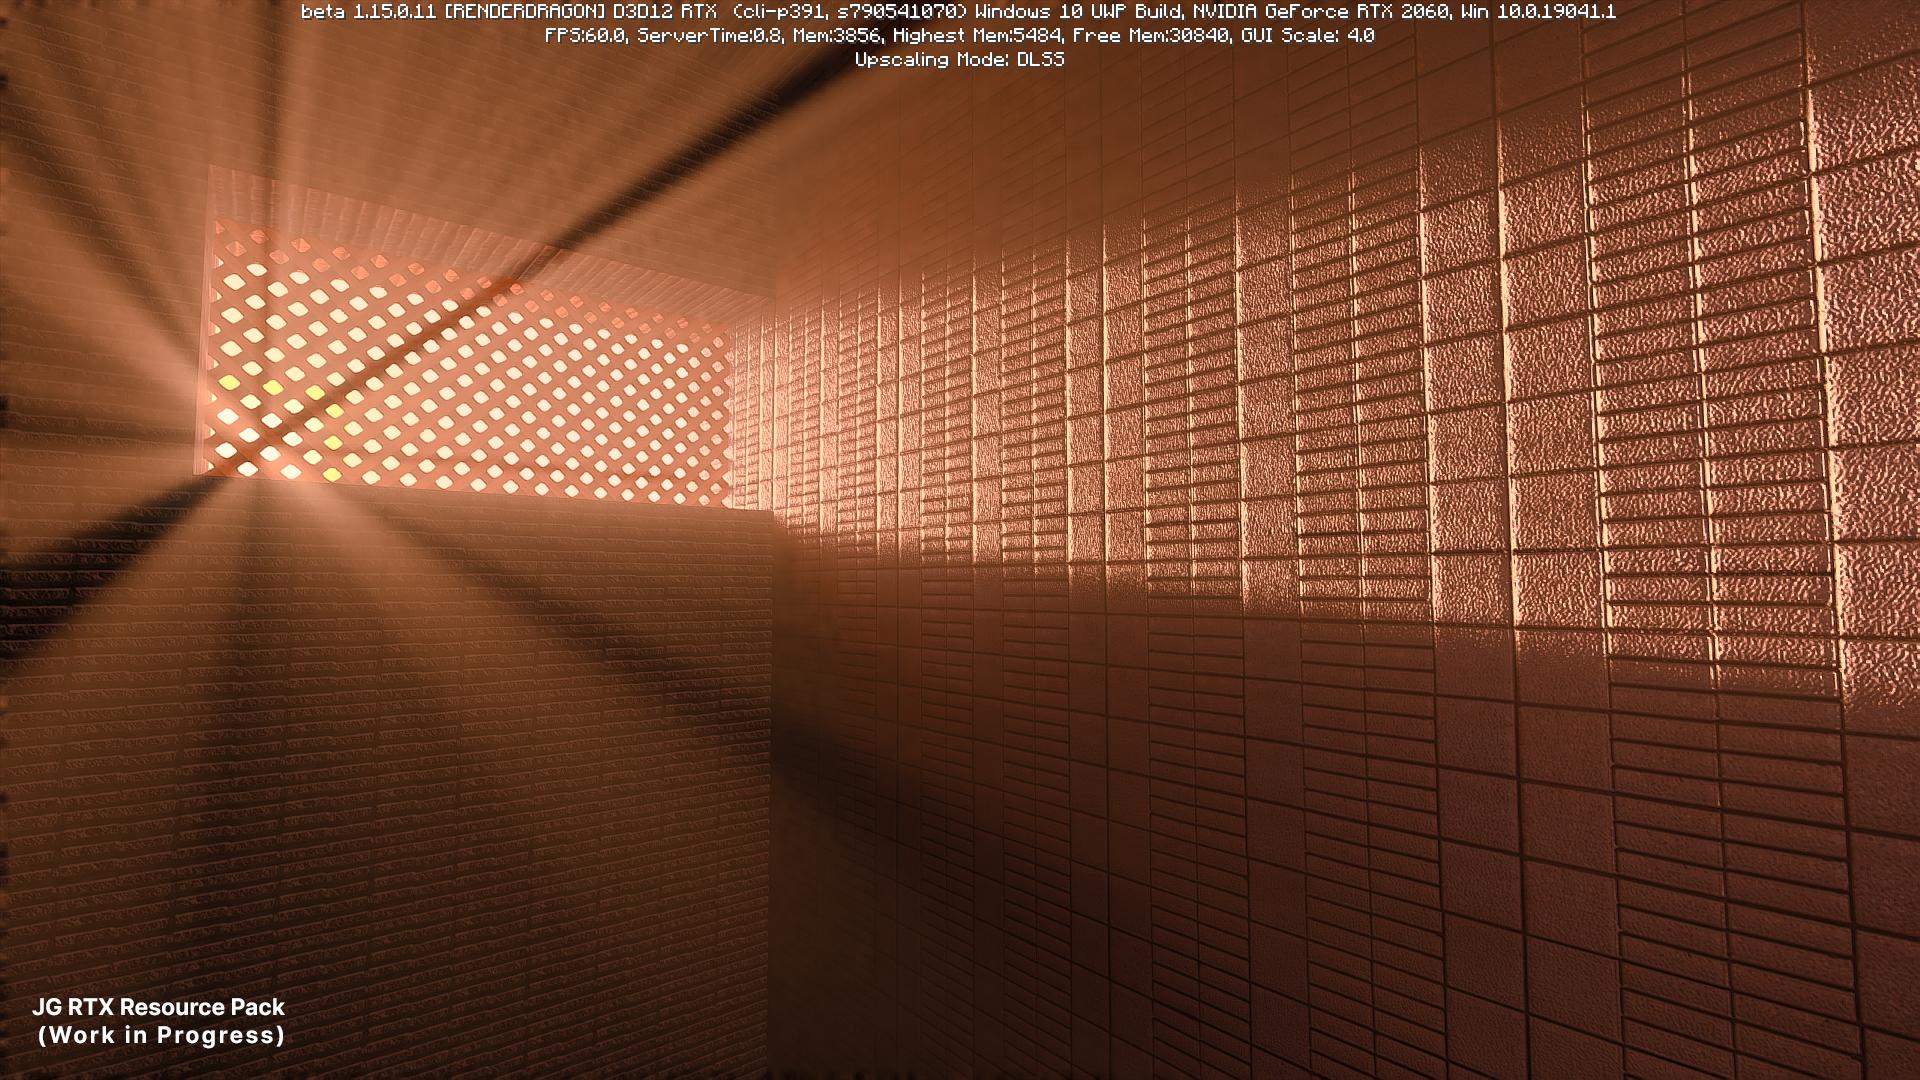 beta 1.15.0.11 [RENDERDRAGON] D3D12 RTX  (cli-p391, s790541070) Windows 10 UWP Build, NVIDIA GeForce RTX 2060, Win 10.0.19041.1
FPS:60.0, ServerTime:0.8, Mem:3856, Highest Mem:5484, Free Mem:30840, GUI Scale: 4.0
Upscaling Mode: DLSS
JG RTX Resource Pack
(Work in Progress)